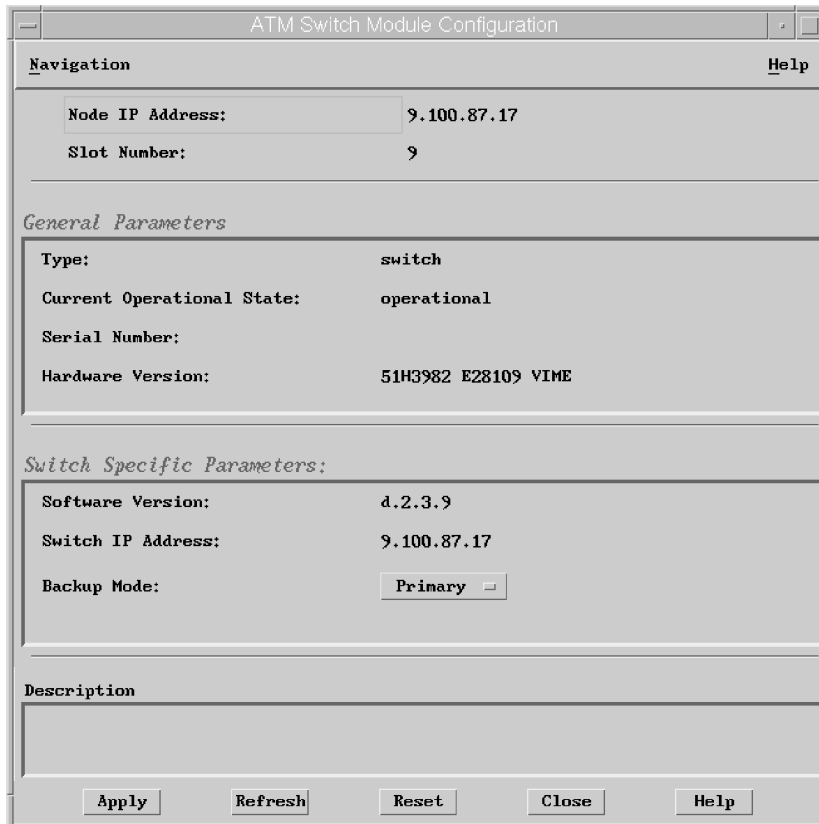 ATM Switch Module Configuration
Navigation Help
Node IP Address: 9.100.87.17
Slot Number: 9
General Parameters
Type: switch
Current Operational State: operational
Serial Number:
Hardware Version: 51H3982 E28109 VIME
Switch Specific Parameters:
Software Version: d.2.3.9
Switch IP Address: 9.100.87.17
Backup Mode: Primary
Description
Apply Refresh Reset Close Help